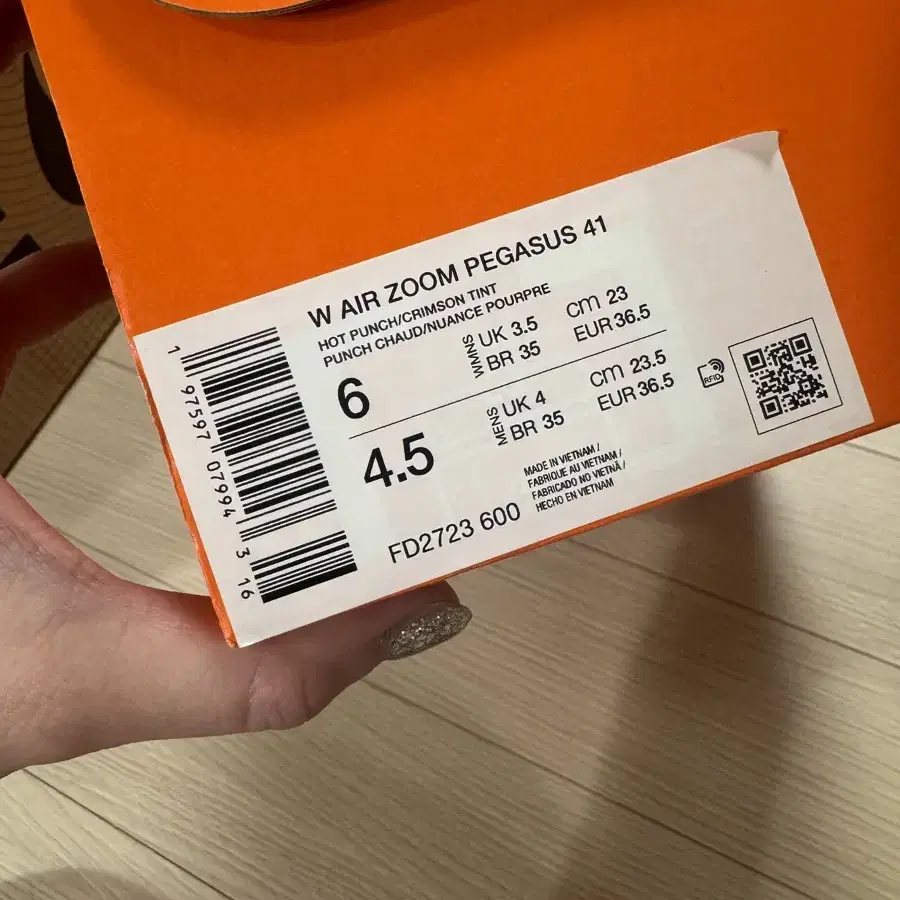 W AIR ZOOM PEGASUS 41
HOT PUNCH/CRIMSON TINT
PUNCH CHAUD/NUANCE POURPRE
6
WMNS
UK 3.5
cm 23
BR 35
EUR 36.5
4.5
MENS
UK 4
cm 23.5
BR 35
EUR 36.5
RFID
FD2723 600
MADE IN VIETNAM /
FABRIQUE AU VIETNAM /
FABRICADO NO VIETNÃ /
HECHO EN VIETNAM
1 97597 07994 3 16